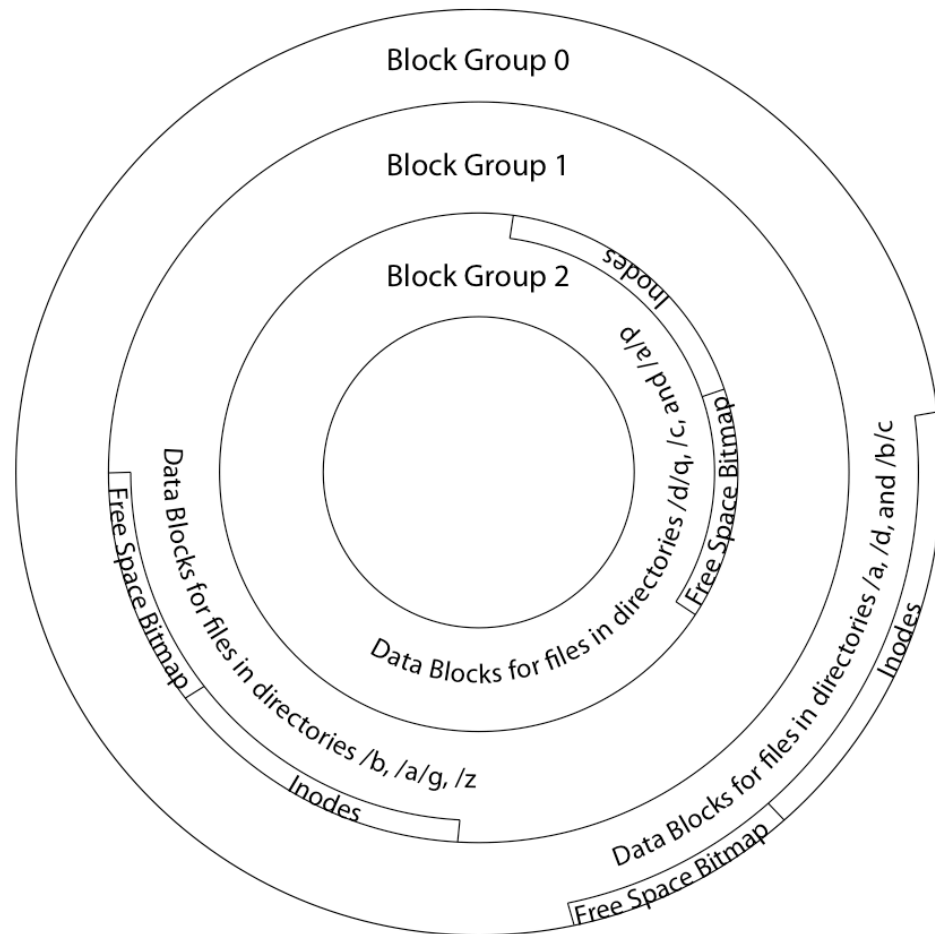 Block Group 0
Block Group 1
Block Group 2
Inodes
Free Space Bitmap
Data Blocks for files in directories /d/q, /c, and /a/p
Data Blocks for files in directories /b, /a/g, /z
Free Space Bitmap
Inodes
Data Blocks for files in directories /a, /d, and /b/c
Inodes
Free Space Bitmap